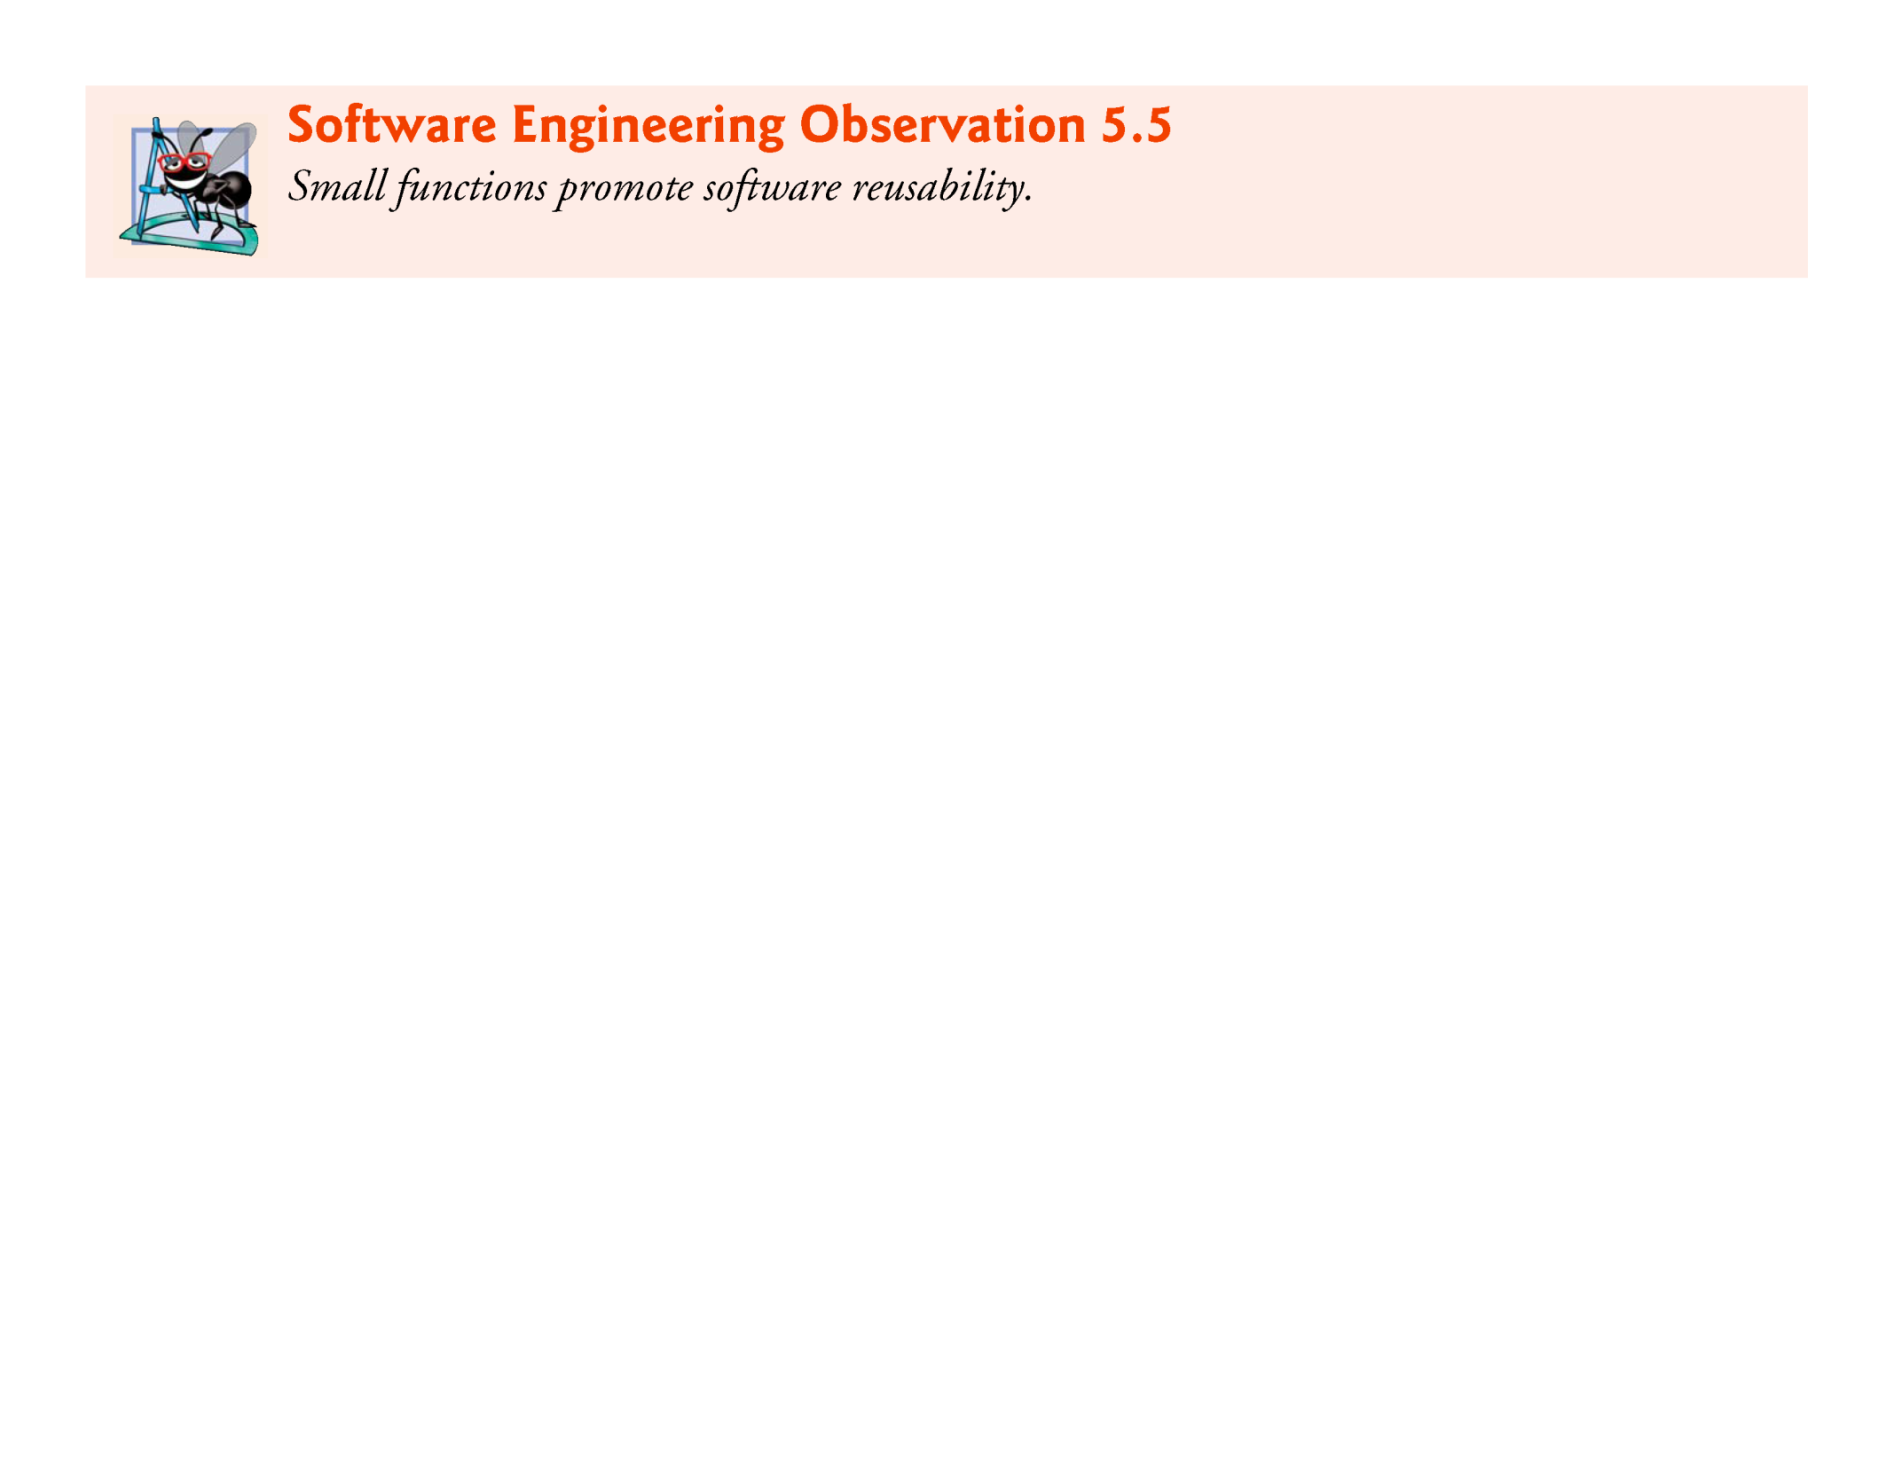 Software Engineering Observation 5.5
Small functions promote software reusability.